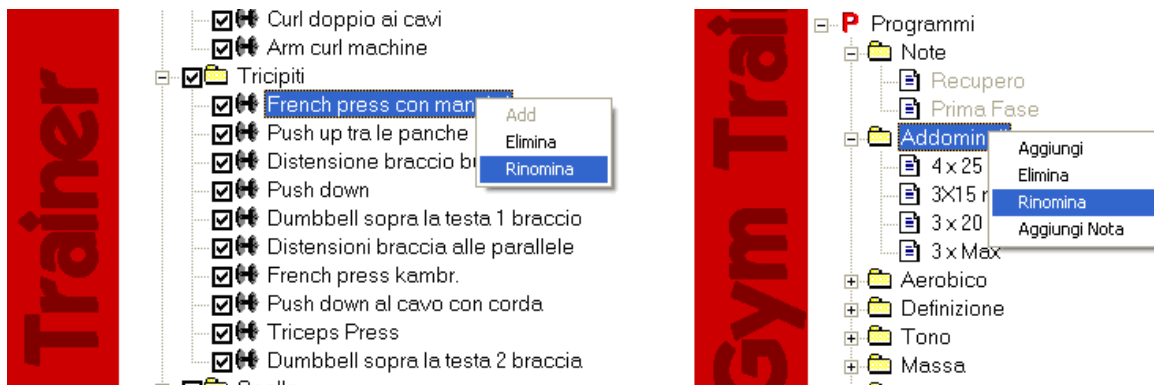 Trainer
Curl doppio ai cavi
Arm curl machine
Tricipiti
French press con
Push up tra le panche
Distensione braccio
Push down
Dumbbell sopra la testa 1 braccio
Distensioni braccia alle parallele
French press kambr.
Push down al cavo con corda
Triceps Press
Dumbbell sopra la testa 2 braccia
Add
Elimina
Rinomina
Gym Trai
P Programmi
Note
Recupero
Prima Fase
Addomin
4 x 25
3X15
3 x 20
3 x Max
Aerobico
Definizione
Tono
Massa
Aggiungi
Elimina
Rinomina
Aggiungi Nota